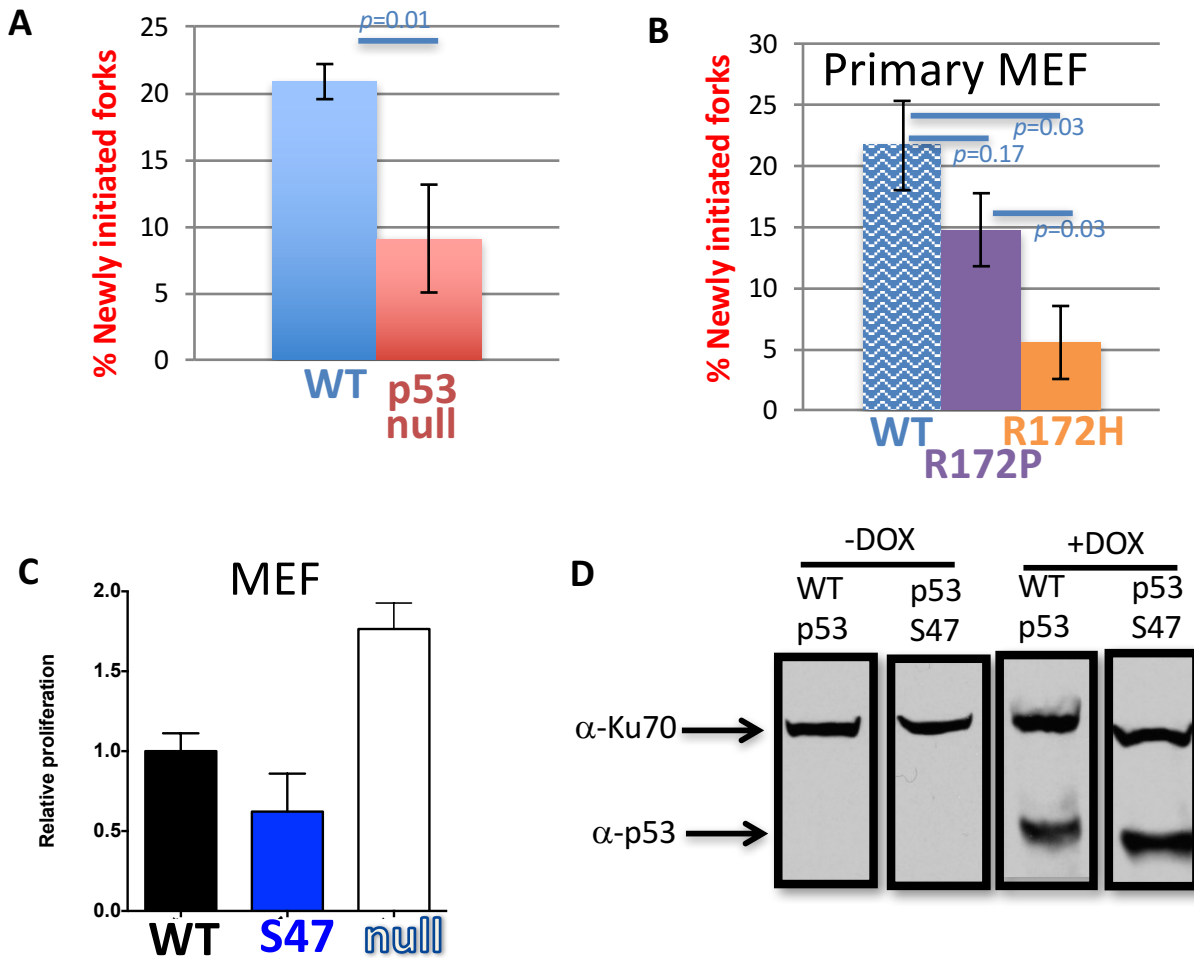 A
% Newly initiated forks
25
20
15
10
5
0
p=0.01
WT
p53
null
B
% Newly initiated forks
30
25
20
15
10
5
0
Primary MEF
p=0.03
p=0.17
p=0.03
WT
R172H
R172P
C
MEF
Relative proliferation
2.0
1.5
1.0
0.5
0.0
WT
S47
null
D
-DOX
+DOX
WT
p53
p53
S47
WT
p53
p53
S47
α-Ku70
α-p53